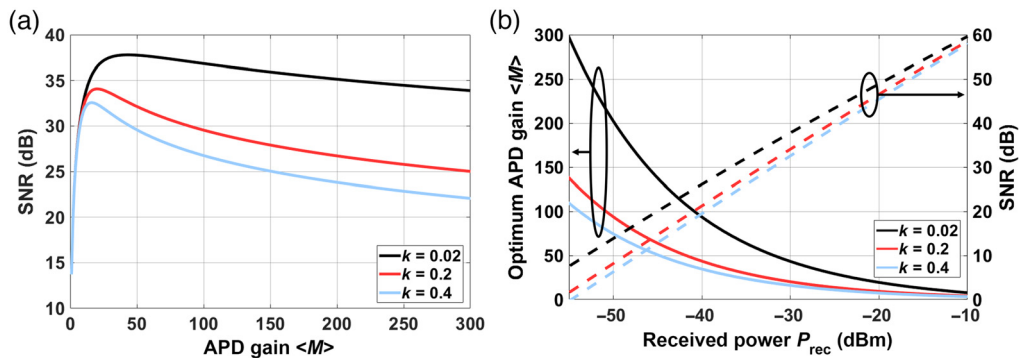 (a)
SNR (dB)
40
35
30
25
20
15
10
0
50
100
150
200
250
300
APD gain <M>
k = 0.02
k = 0.2
k = 0.4
(b)
Optimum APD gain <M>
300
250
200
150
100
50
0
−50
−40
−30
−20
−10
Received power Prec (dBm)
60
50
40
30
20
10
0
SNR (dB)
k = 0.02
k = 0.2
k = 0.4